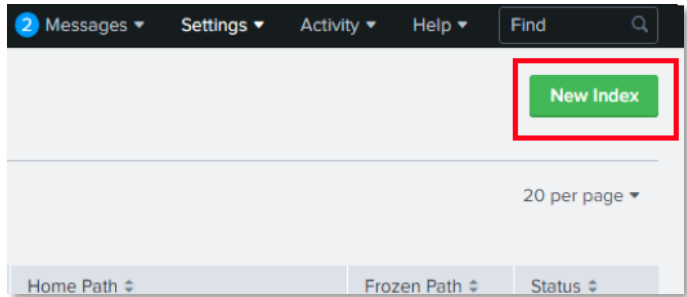 2 Messages Settings Activity Help Find
New Index
20 per page
Home Path Frozen Path Status